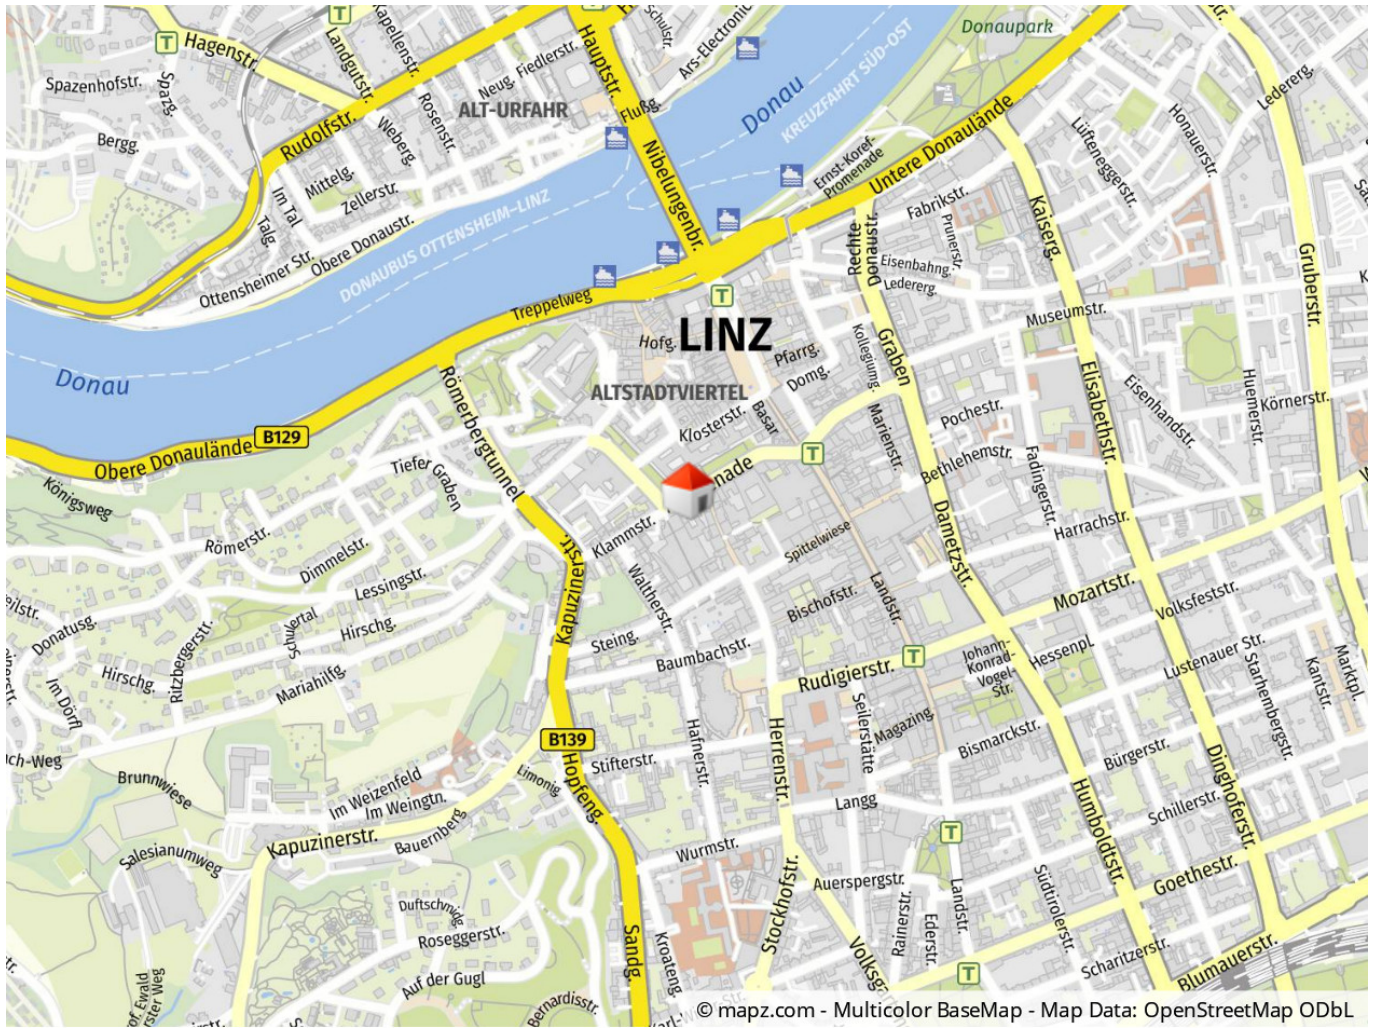 Hagenstr.
Landgutstr.
Kapellenstr.
Hauptstr.
Schulstr.
Ars-Electronic
Donaupark
Spazenhofstr.
Spazg.
Neug.
Fiedlerstr.
ALT-URFAHR
Rosenstr.
Flußg.
Donau
KREUZFAHRT SÜD-OST
Ledererg.
Honauerstr.
Lüfteneggerstr.
Bergg.
Rudolfstr.
Weberg.
Nibelungenbr.
Ernst-Koref-
Promenade
Untere Donaulände
Mittelg.
Zellerstr.
Im Tal
Talg.
Fabrikstr.
Prunerstr.
Kaiserg.
Gruberstr.
Ottensheimer Str.
Obere Donaustr.
DONAUBUS OTTENSHEIM-LINZ
Rechte
Donaustr.
Eisenbahng.
Ledererg.
Treppelweg
Museumstr.
Hofg.
LINZ
Pfarrg.
Domg.
Kollegiumg.
Graben
Donau
ALTSTADTVIERTEL
Römerbergtunnel
Klosterstr.
Basar
Marienstr.
Pochestr.
Elisabethstr.
Eisenhandstr.
Huemerstr.
Körnerstr.
B129
Obere Donaulände
Tiefer Graben
Bethlehemstr.
Fadingerstr.
Königsweg
nade
Römerstr.
Klammstr.
Spittelwiese
Dametzstr.
Harrachstr.
Dimmelstr.
Lessingstr.
Kapuzinerstr.
Waltherstr.
Bischofstr.
Landstr.
Mozartstr.
Volksfeststr.
eilstr.
Donatusg.
Ritzbergerstr.
Hirschg.
Steing.
Baumbachstr.
Johann-
Konrad-
Vogel-
Str.
Hessenpl.
Lustenauer Str.
Starhembergstr.
Kantstr.
Marktpl.
Hirschg.
Im Dörfl
Mariahilfg.
Rudigierstr.
Seilerstätte
Magazing.
Bismarckstr.
B139
ch-Weg
Brunnwiese
Im Weizenfeld
Im Weingtn.
Limonig.
Hopfeng.
Stifterstr.
Hafnerstr.
Herrenstr.
Bürgerstr.
Dinghoferstr.
Humboldtstr.
Schillerstr.
Langg.
Kapuzinerstr.
Bauernberg
Salesianumweg
Wurmstr.
Stockhofstr.
Auerspergstr.
Goethestr.
Duftschmidg.
Roseggerstr.
Auf der Gugl
Sandg.
Kroateng.
Rainerstr.
Ederstr.
Landstr.
Südtirolerstr.
Scharitzerstr.
Blumauerstr.
Bernardisstr.
© mapz.com - Multicolor BaseMap - Map Data: OpenStreetMap ODbL